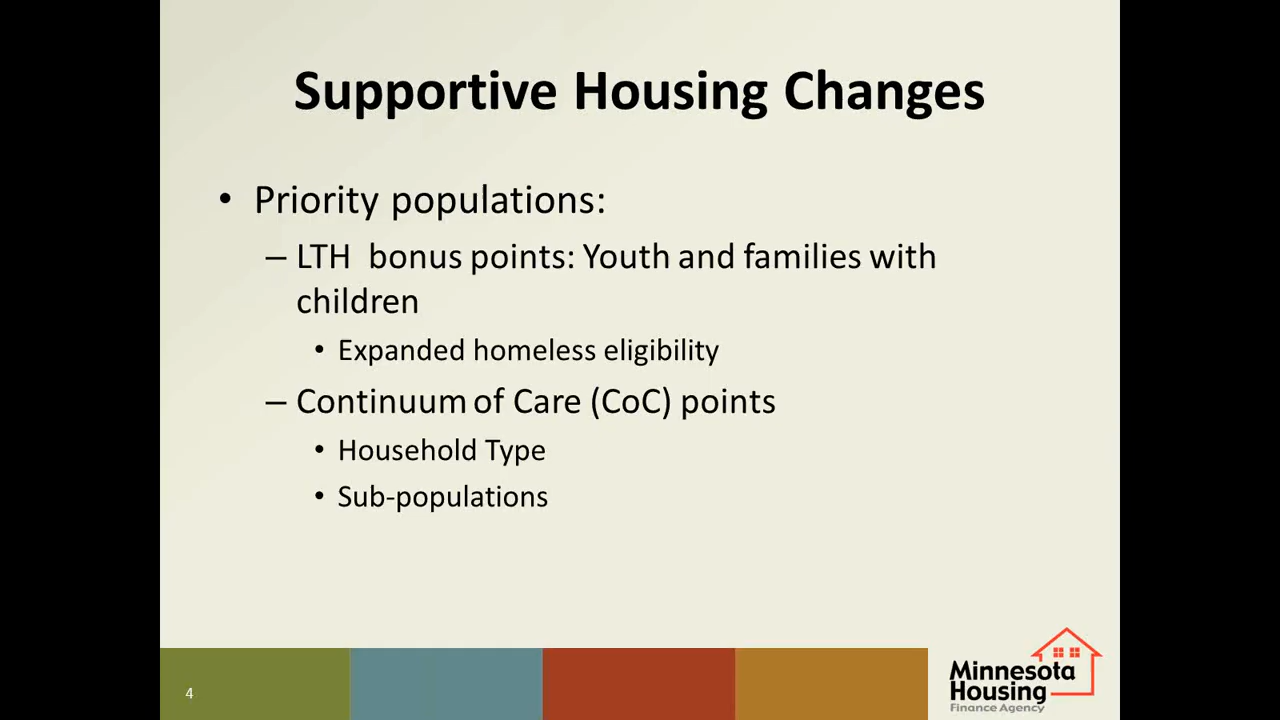 Supportive Housing Changes
• Priority populations:
– LTH bonus points: Youth and families with
children
• Expanded homeless eligibility
– Continuum of Care (CoC) points
• Household Type
• Sub-populations
4
Minnesota
Housing
Finance Agency